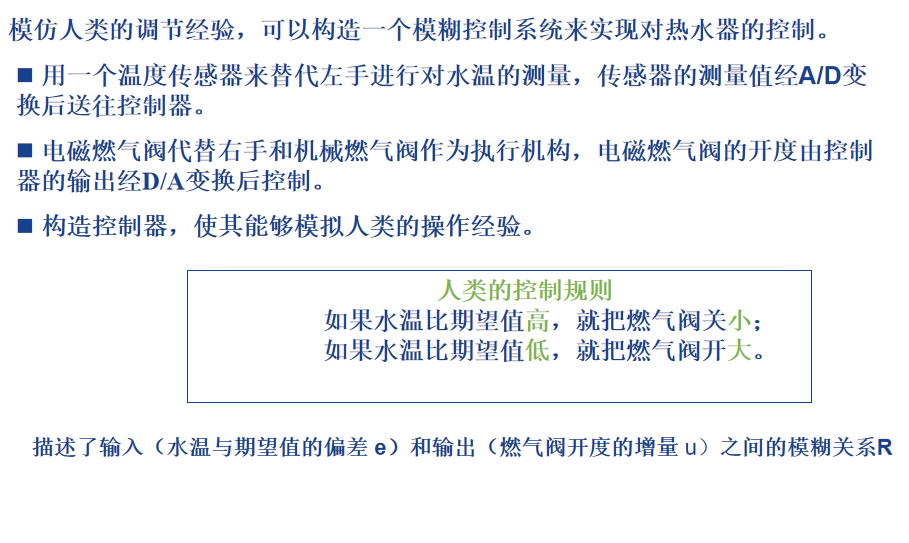 模仿人类的调节经验，可以构造一个模糊控制系统来实现对热水器的控制。
■ 用一个温度传感器来替代左手进行对水温的测量，传感器的测量值经A/D变
换后送往控制器。
■ 电磁燃气阀代替右手和机械燃气阀作为执行机构，电磁燃气阀的开度由控制
器的输出经D/A变换后控制。
■ 构造控制器，使其能够模拟人类的操作经验。
人类的控制规则
如果水温比期望值高，就把燃气阀关小；
如果水温比期望值低，就把燃气阀开大。
描述了输入（水温与期望值的偏差 e）和输出（燃气阀开度的增量 u）之间的模糊关系R